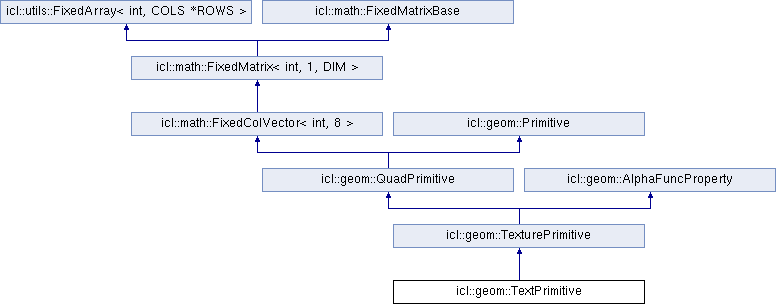 icl::utils::FixedArray< int, COLS *ROWS >
icl::math::FixedMatrixBase
icl::math::FixedMatrix< int, 1, DIM >
icl::math::FixedColVector< int, 8 >
icl::geom::Primitive
icl::geom::QuadPrimitive
icl::geom::AlphaFuncProperty
icl::geom::TexturePrimitive
icl::geom::TextPrimitive